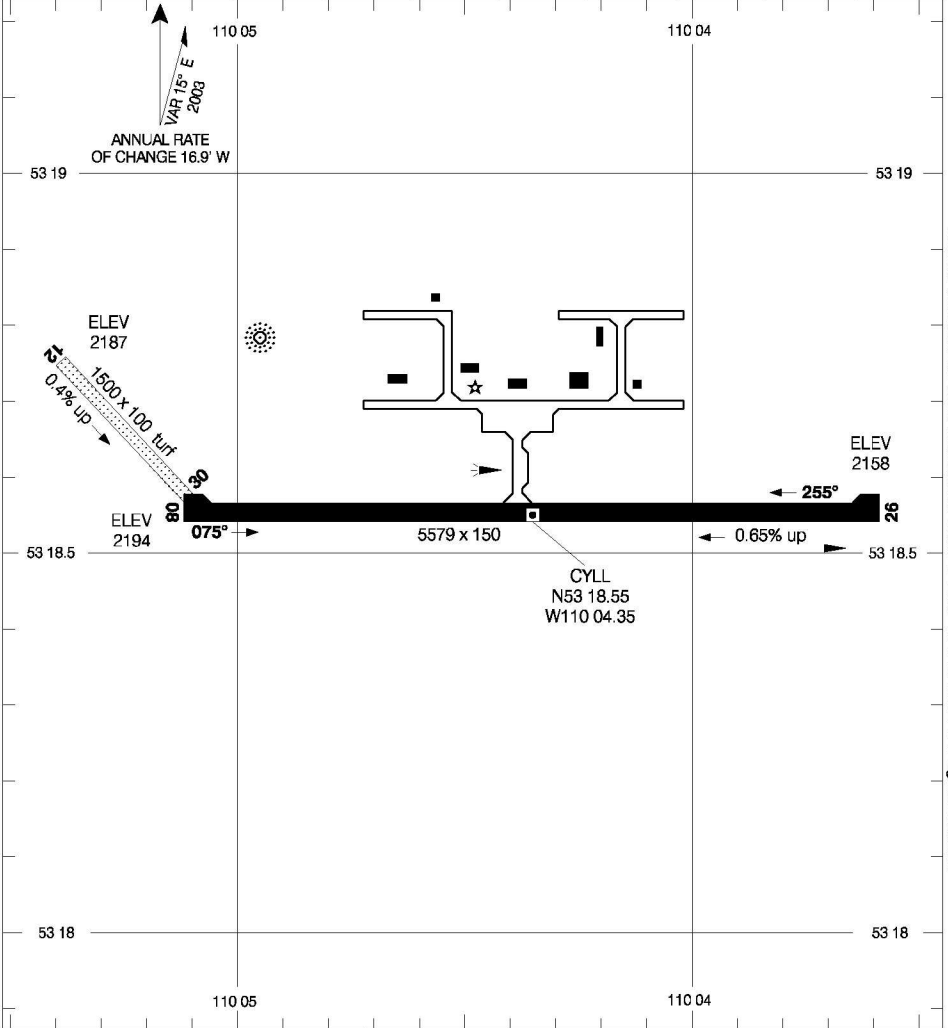 110 05
110 04
VAR 15° E
2003
ANNUAL RATE
OF CHANGE 16.9' W
53 19
53 19
ELEV
2187
12
1500 x 100 turf
0.4% up
30
ELEV
2158
08
ELEV
2194
255°
26
075°
5579 x 150
0.65% up
53 18.5
53 18.5
CYLL
N53 18.55
W110 04.35
53 18
53 18
110 05
110 04